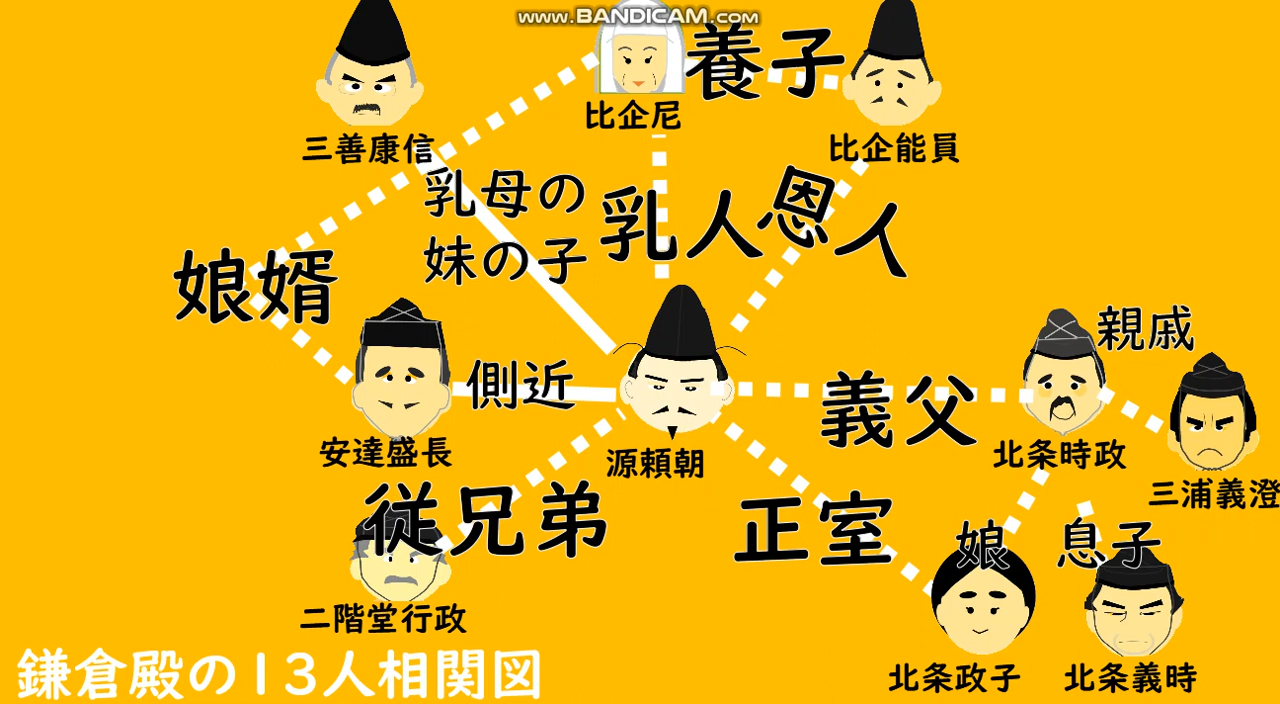 www.BANDICAM.com
養子
比企尼
三善康信
比企能員
乳母の
妹の子
乳人
恩人
娘婿
親戚
側近
義父
安達盛長
源頼朝
北条時政
三浦義澄
従兄弟
正室
娘
息子
二階堂行政
鎌倉殿の13人相関図
北条政子
北条義時